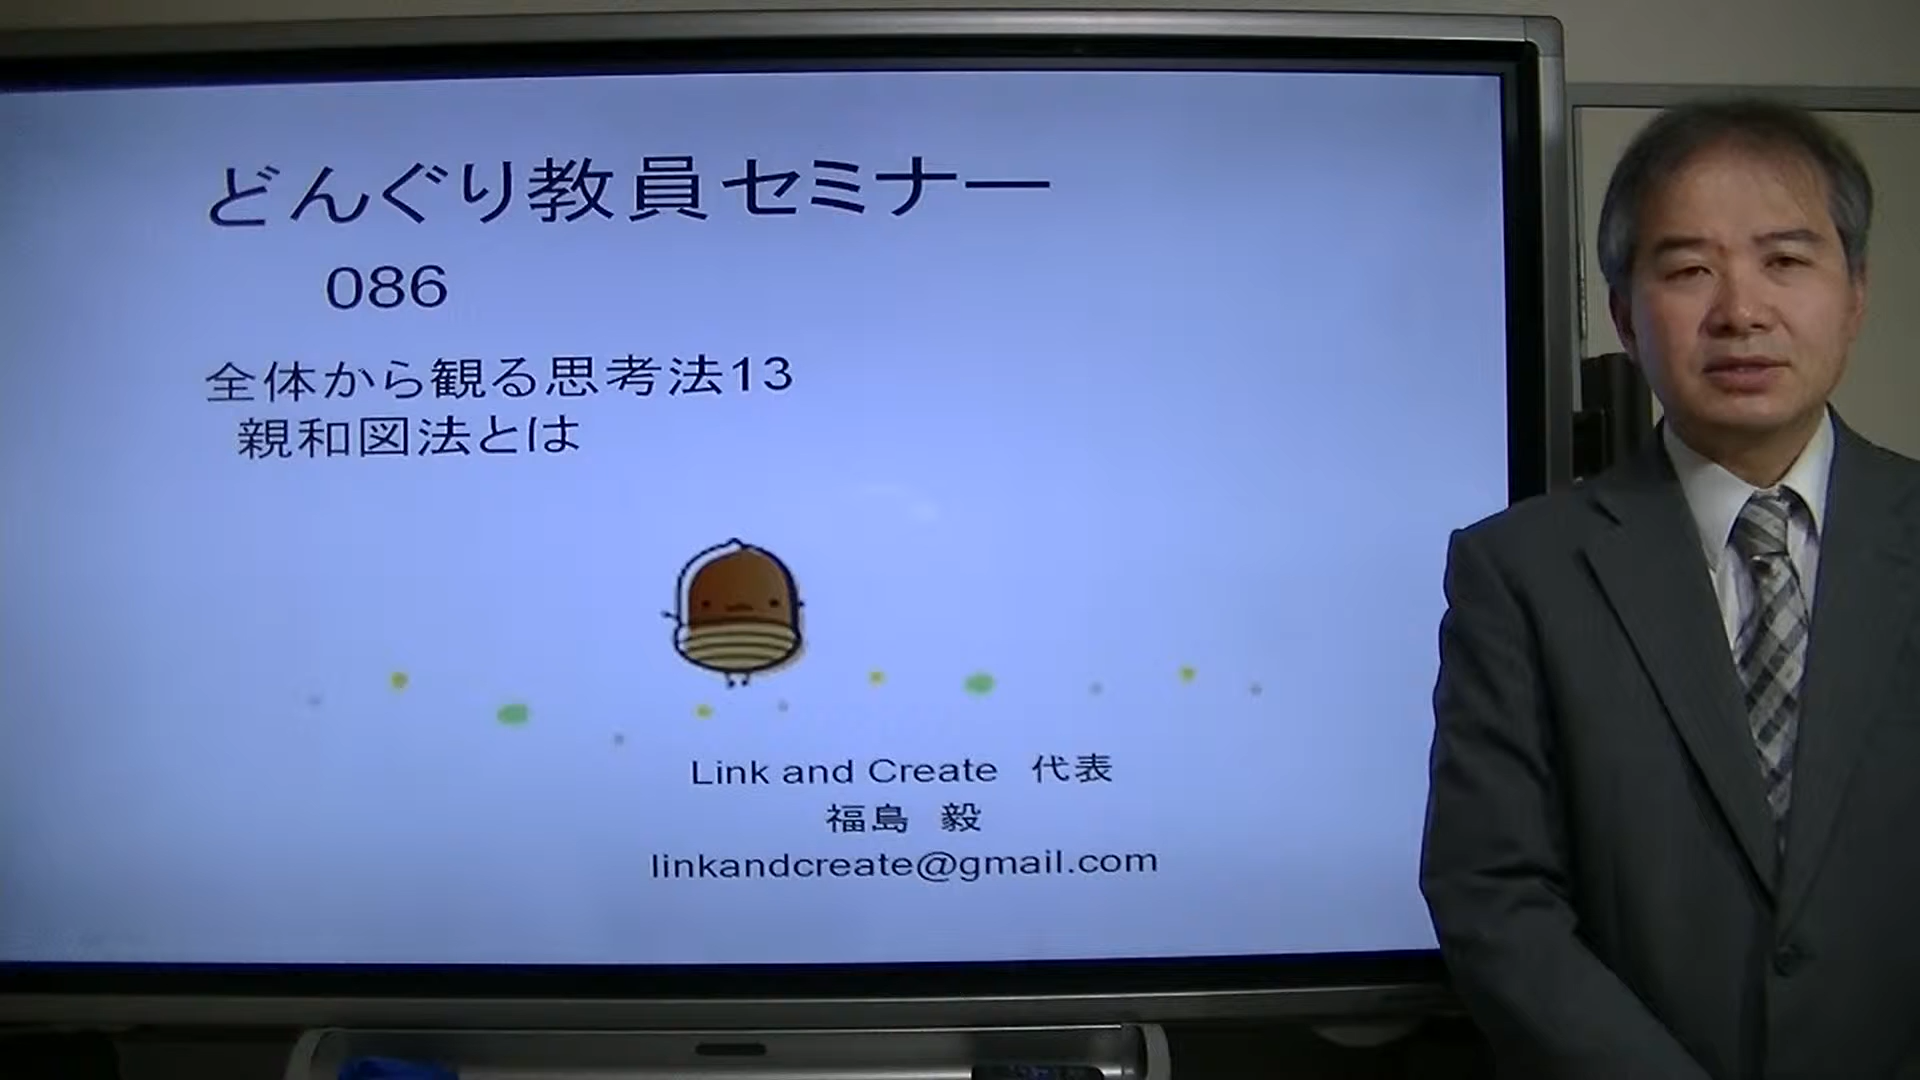 どんぐり教員セミナー
086
全体から観る思考法13
親和図法とは
Link and Create 代表
福島 毅
linkandcreate@gmail.com